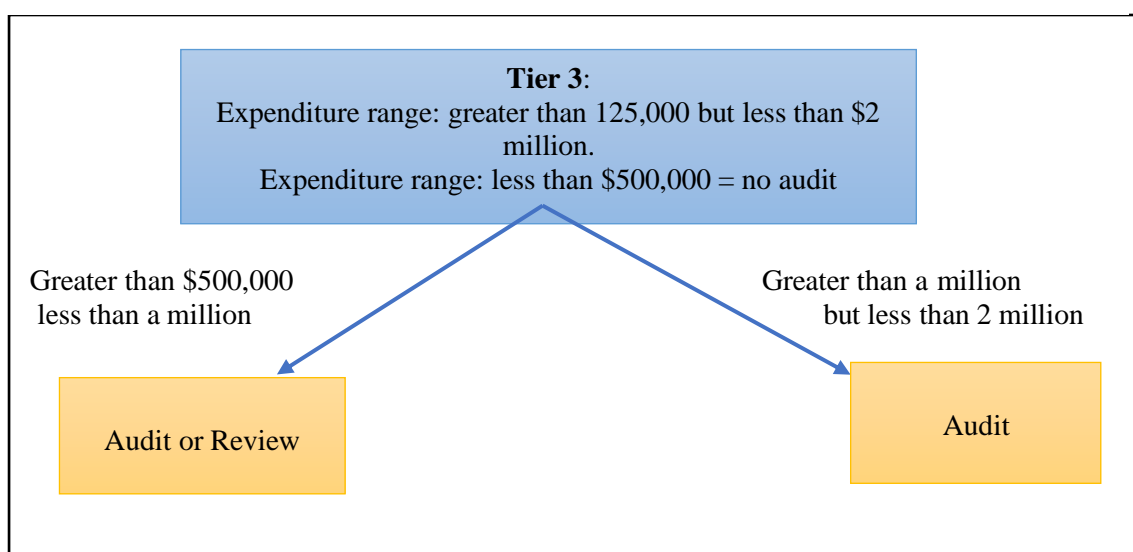 Tier 3:
Expenditure range: greater than 125,000 but less than $2
million.
Expenditure range: less than $500,000 = no audit
Greater than $500,000
less than a million
Greater than a million
but less than 2 million
Audit or Review
Audit